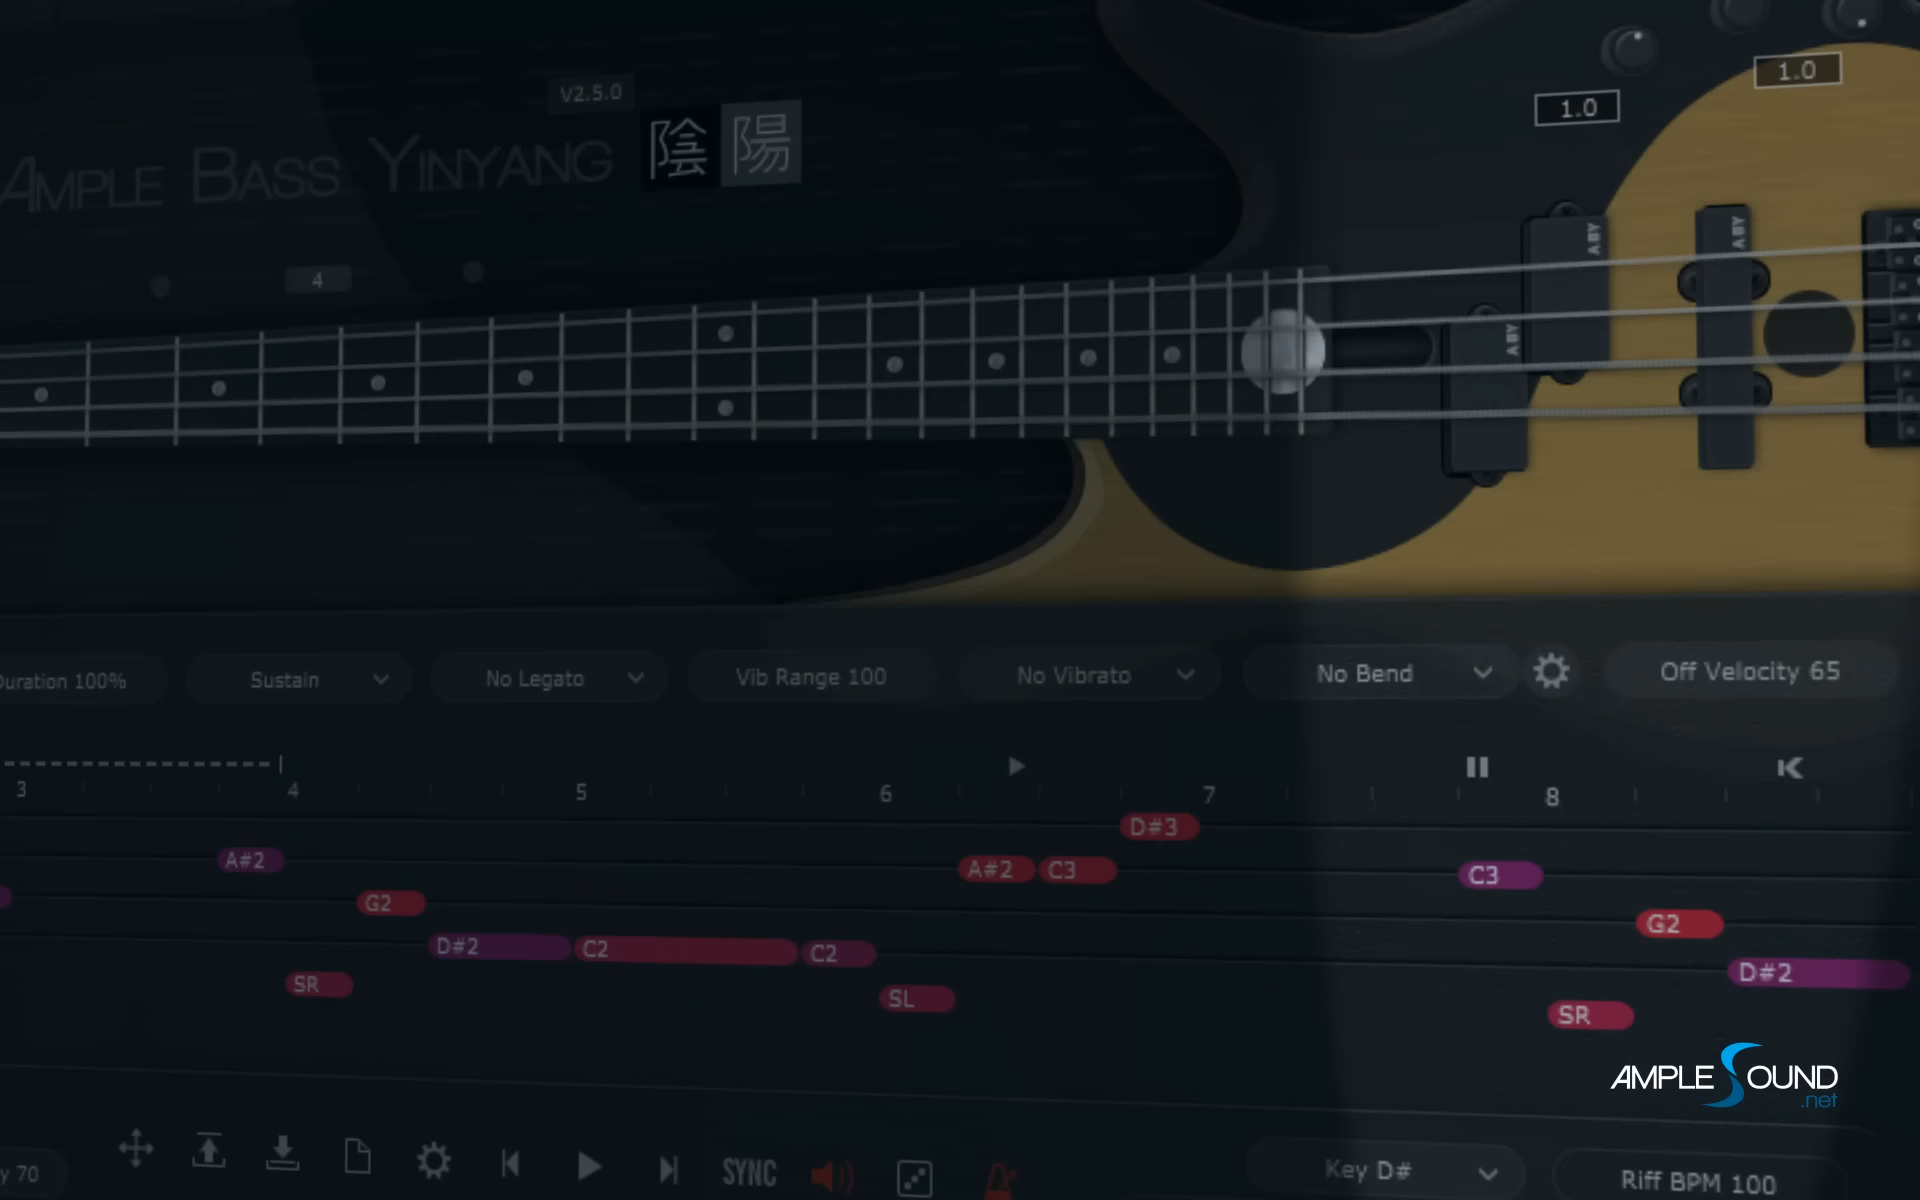 V2.5.0
AMPLE BASS YINYANG 陰陽
1.0
1.0
4
ABY
ABY
ABY
Duration 100%
Sustain
No Legato
Vib Range 100
No Vibrato
No Bend
Off Velocity 65
3
4
5
6
7
8
D#3
A#2
A#2
C3
C3
G2
G2
D#2
C2
C2
D#2
SR
SL
SR
AMPLE SOUND
.net
y 70
SYNC
Key D#
Riff BPM 100